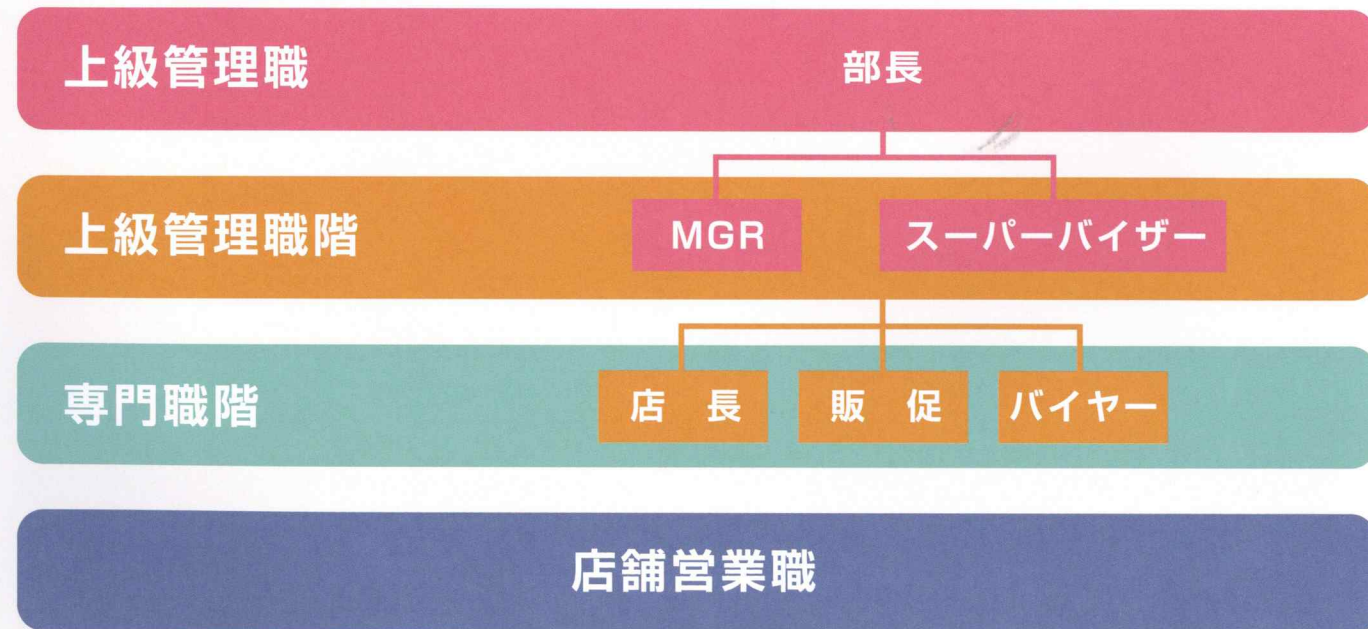 上級管理職
部長
上級管理職階
MGR
スーパーバイザー
専門職階
店 長
販 促
バイヤー
店舗営業職